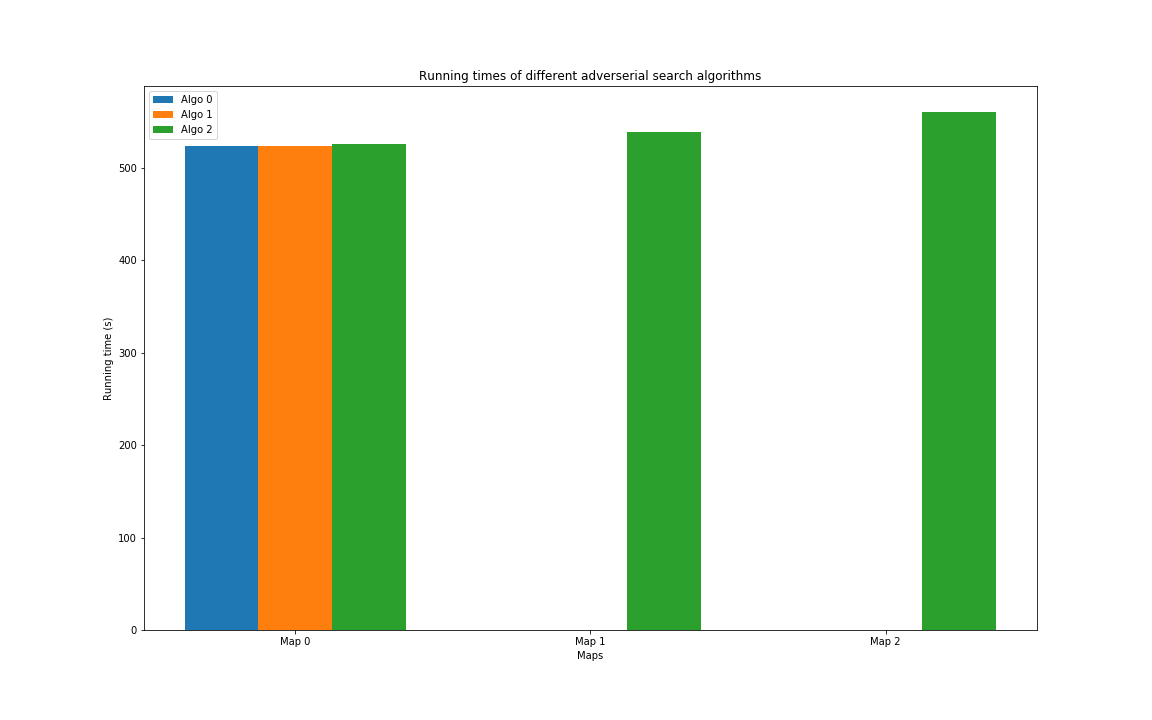 Running times of different adverserial search algorithms
Algo 0
Algo 1
Algo 2
Running time (s)
500
400
300
200
100
0
Map 0
Map 1
Map 2
Maps